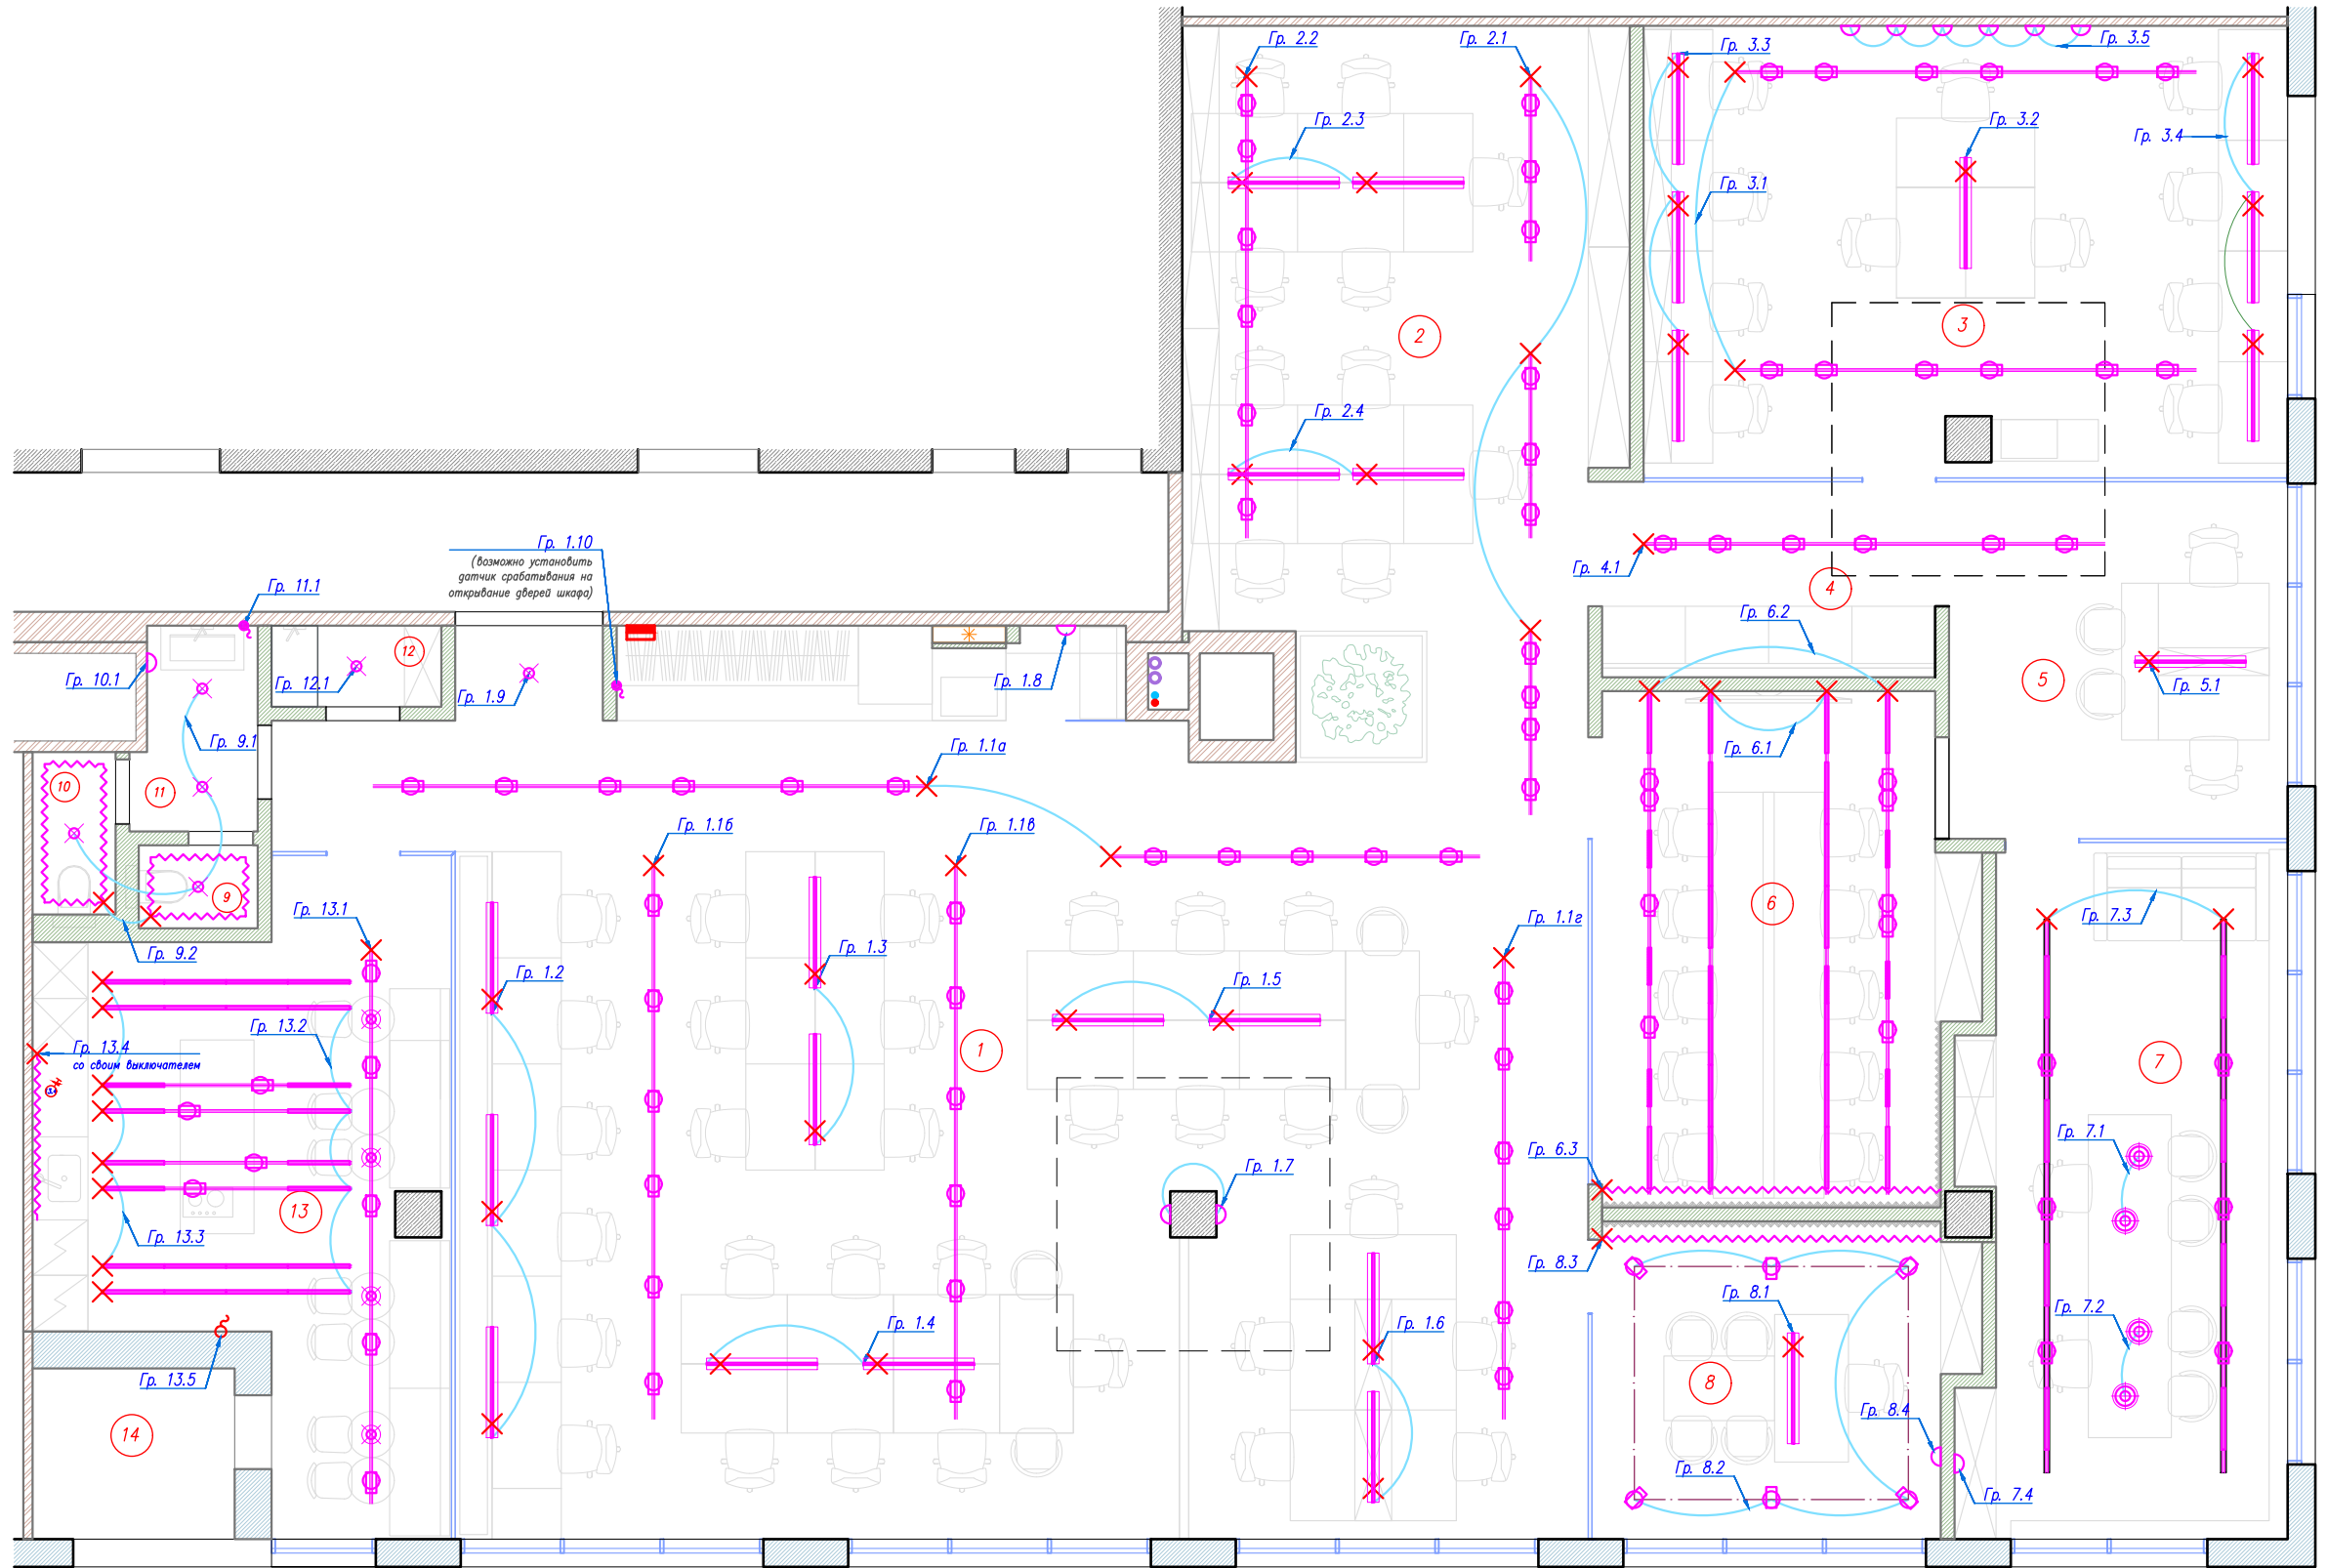 Гр. 2.2
Гр. 2.1
Гр. 3.3
Гр. 3.5
Гр. 2.3
Гр. 3.2
Гр. 3.4
Гр. 3.1
2
3
Гр. 2.4
Гр. 1.10
(возможно установить
датчик срабатывания на
открывание дверей шкафа)
Гр. 4.1
4
Гр. 11.1
Гр. 6.2
12
Гр. 10.1
Гр. 12.1
Гр. 1.9
Гр. 1.8
5
Гр. 5.1
Гр. 9.1
Гр. 1.1а
Гр. 6.1
10
11
Гр. 1.1б
Гр. 1.1в
9
6
Гр. 13.1
Гр. 7.3
Гр. 1.1г
Гр. 9.2
Гр. 1.3
Гр. 1.2
Гр. 1.5
Гр. 13.2
Гр. 13.4
со своим выключателем
1
7
Гр. 7.1
Гр. 6.3
Гр. 1.7
13
Гр. 13.3
Гр. 8.3
Гр. 8.1
Гр. 7.2
Гр. 1.4
Гр. 1.6
Гр. 13.5
8
Гр. 8.4
14
Гр. 8.2
Гр. 7.4